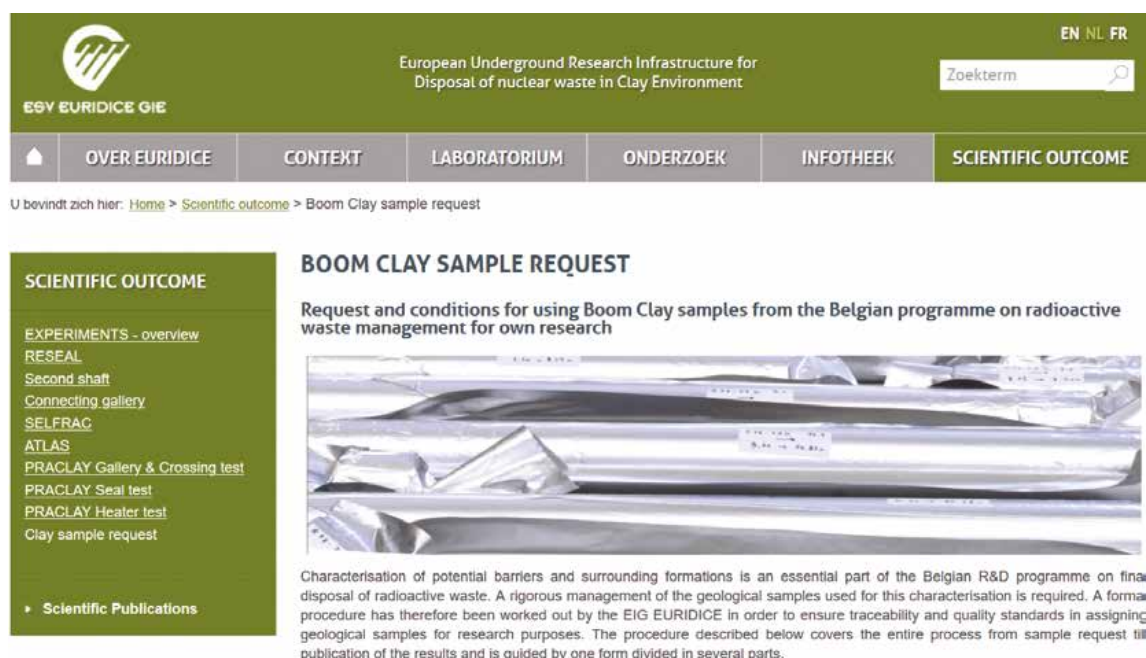 EN NL FR
European Underground Research Infrastructure for
Disposal of nuclear waste in Clay Environment
Zoekterm
ESV EURIDICE GIE
OVER EURIDICE CONTEXT LABORATORIUM ONDERZOEK INFOTHEEK SCIENTIFIC OUTCOME
U bevindt zich hier: Home > Scientific outcome > Boom Clay sample request
SCIENTIFIC OUTCOME
EXPERIMENTS - overview
RESEAL
Second shaft
Connecting gallery
SELFRAC
ATLAS
PRACLAY Gallery & Crossing test
PRACLAY Seal test
PRACLAY Heater test
Clay sample request
Scientific Publications
BOOM CLAY SAMPLE REQUEST
Request and conditions for using Boom Clay samples from the Belgian programme on radioactive
waste management for own research
Characterisation of potential barriers and surrounding formations is an essential part of the Belgian R&D programme on fina
disposal of radioactive waste. A rigorous management of the geological samples used for this characterisation is required. A forma
procedure has therefore been worked out by the EIG EURIDICE in order to ensure traceability and quality standards in assigning
geological samples for research purposes. The procedure described below covers the entire process from sample request till
publication of the results and is guided by one form divided in several parts.